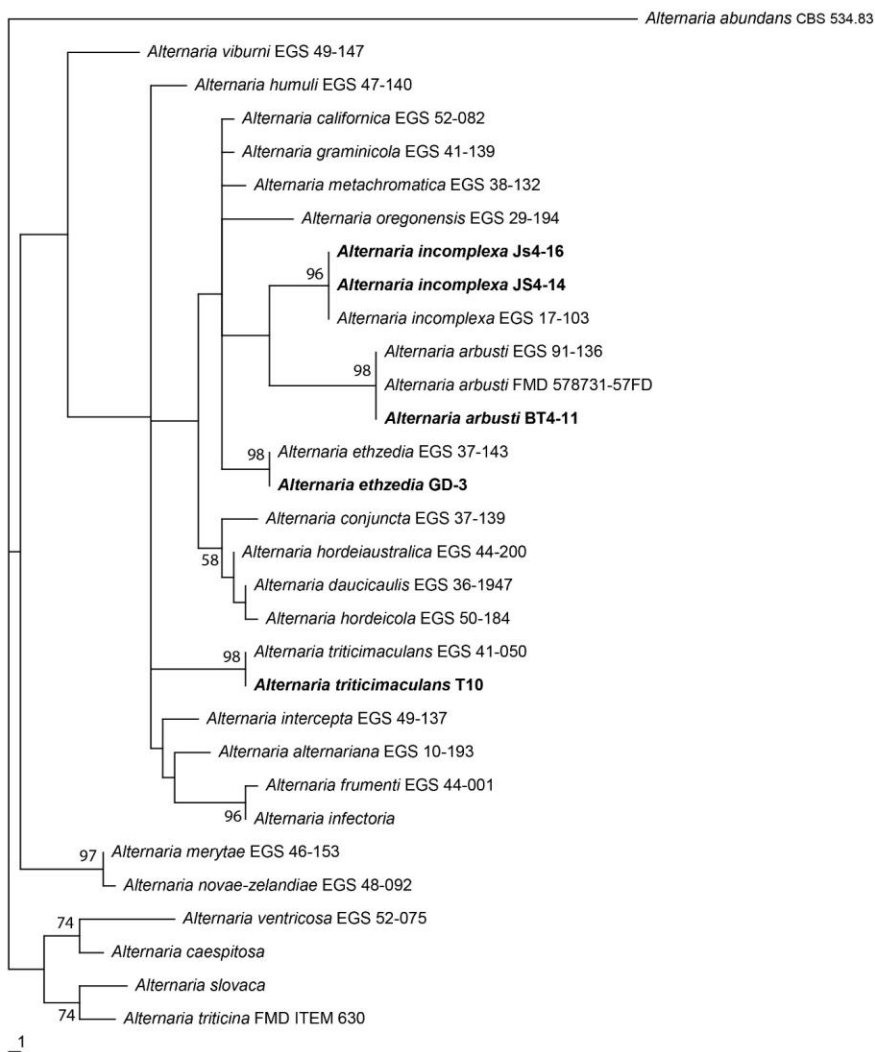 Alternaria abundans CBS 534.83
Alternaria viburni EGS 49-147
Alternaria humuli EGS 47-140
Alternaria californica EGS 52-082
Alternaria graminicola EGS 41-139
Alternaria metachromatica EGS 38-132
Alternaria oregonensis EGS 29-194
Alternaria incomplexa Js4-16
96
Alternaria incomplexa JS4-14
Alternaria incomplexa EGS 17-103
Alternaria arbusti EGS 91-136
98
Alternaria arbusti FMD 578731-57FD
Alternaria arbusti BT4-11
98
Alternaria ethzedia EGS 37-143
Alternaria ethzedia GD-3
Alternaria conjuncta EGS 37-139
58
Alternaria hordeiaustralica EGS 44-200
Alternaria daucicaulis EGS 36-1947
Alternaria hordeicola EGS 50-184
98
Alternaria triticimaculans EGS 41-050
Alternaria triticimaculans T10
Alternaria intercepta EGS 49-137
Alternaria alternariana EGS 10-193
Alternaria frumenti EGS 44-001
96
Alternaria infectoria
97
Alternaria merytae EGS 46-153
Alternaria novae-zelandiae EGS 48-092
74
Alternaria ventricosa EGS 52-075
Alternaria caespitosa
Alternaria slovaca
74
Alternaria triticina FMD ITEM 630
1